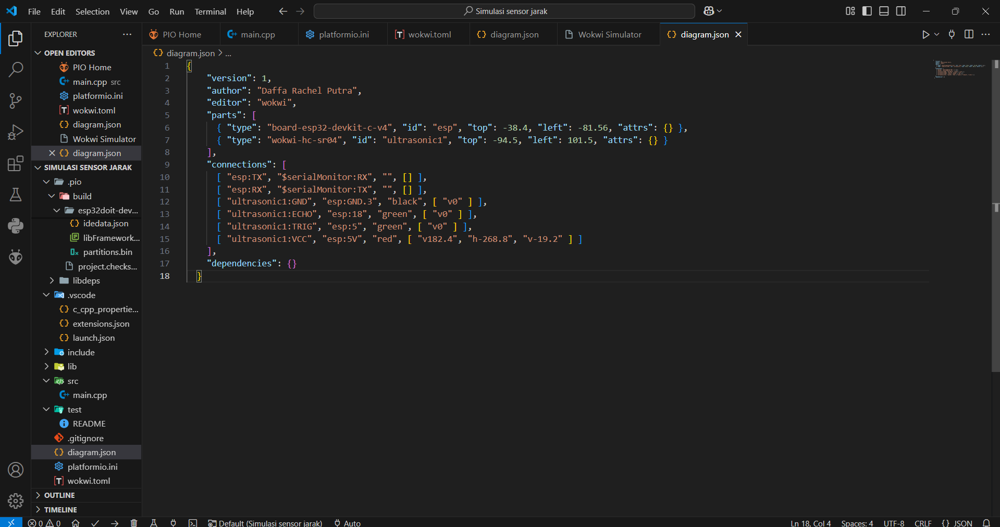 File Edit Selection View Go Run Terminal Help
Simulasi sensor jarak
EXPLORER
PIO Home
main.cpp
platformio.ini
wokwi.toml
diagram.json
Wokwi Simulator
diagram.json
OPEN EDITORS
PIO Home
main.cpp src
platformio.ini
wokwi.toml
diagram.json
Wokwi Simulator
diagram.json
SIMULASI SENSOR JARAK
.pio
build
esp32doit-dev...
idedata.json
libFramework...
partitions.bin
project.checks...
libdeps
.vscode
c_cpp_propertie...
extensions.json
launch.json
include
lib
src
main.cpp
test
README
.gitignore
diagram.json
platformio.ini
wokwi.toml
OUTLINE
TIMELINE
diagram.json > ...
1 {
2 "version": 1,
3 "author": "Daffa Rachel Putra",
4 "editor": "wokwi",
5 "parts": [
6 { "type": "board-esp32-devkit-c-v4", "id": "esp", "top": -38.4, "left": -81.56, "attrs": {} },
7 { "type": "wokwi-hc-sr04", "id": "ultrasonic1", "top": -94.5, "left": 101.5, "attrs": {} }
8 ],
9 "connections": [
10 [ "esp:TX", "$serialMonitor:RX", "", [] ],
11 [ "esp:RX", "$serialMonitor:TX", "", [] ],
12 [ "ultrasonic1:GND", "esp:GND.3", "black", [ "v0" ] ],
13 [ "ultrasonic1:ECHO", "esp:18", "green", [ "v0" ] ],
14 [ "ultrasonic1:TRIG", "esp:5", "green", [ "v0" ] ],
15 [ "ultrasonic1:VCC", "esp:5V", "red", [ "v182.4", "h-268.8", "v-19.2" ] ]
16 ],
17 "dependencies": {}
18 }
0 0 Default (Simulasi sensor jarak) Auto
Ln 18, Col 4 Spaces: 4 UTF-8 CRLF {} JSON